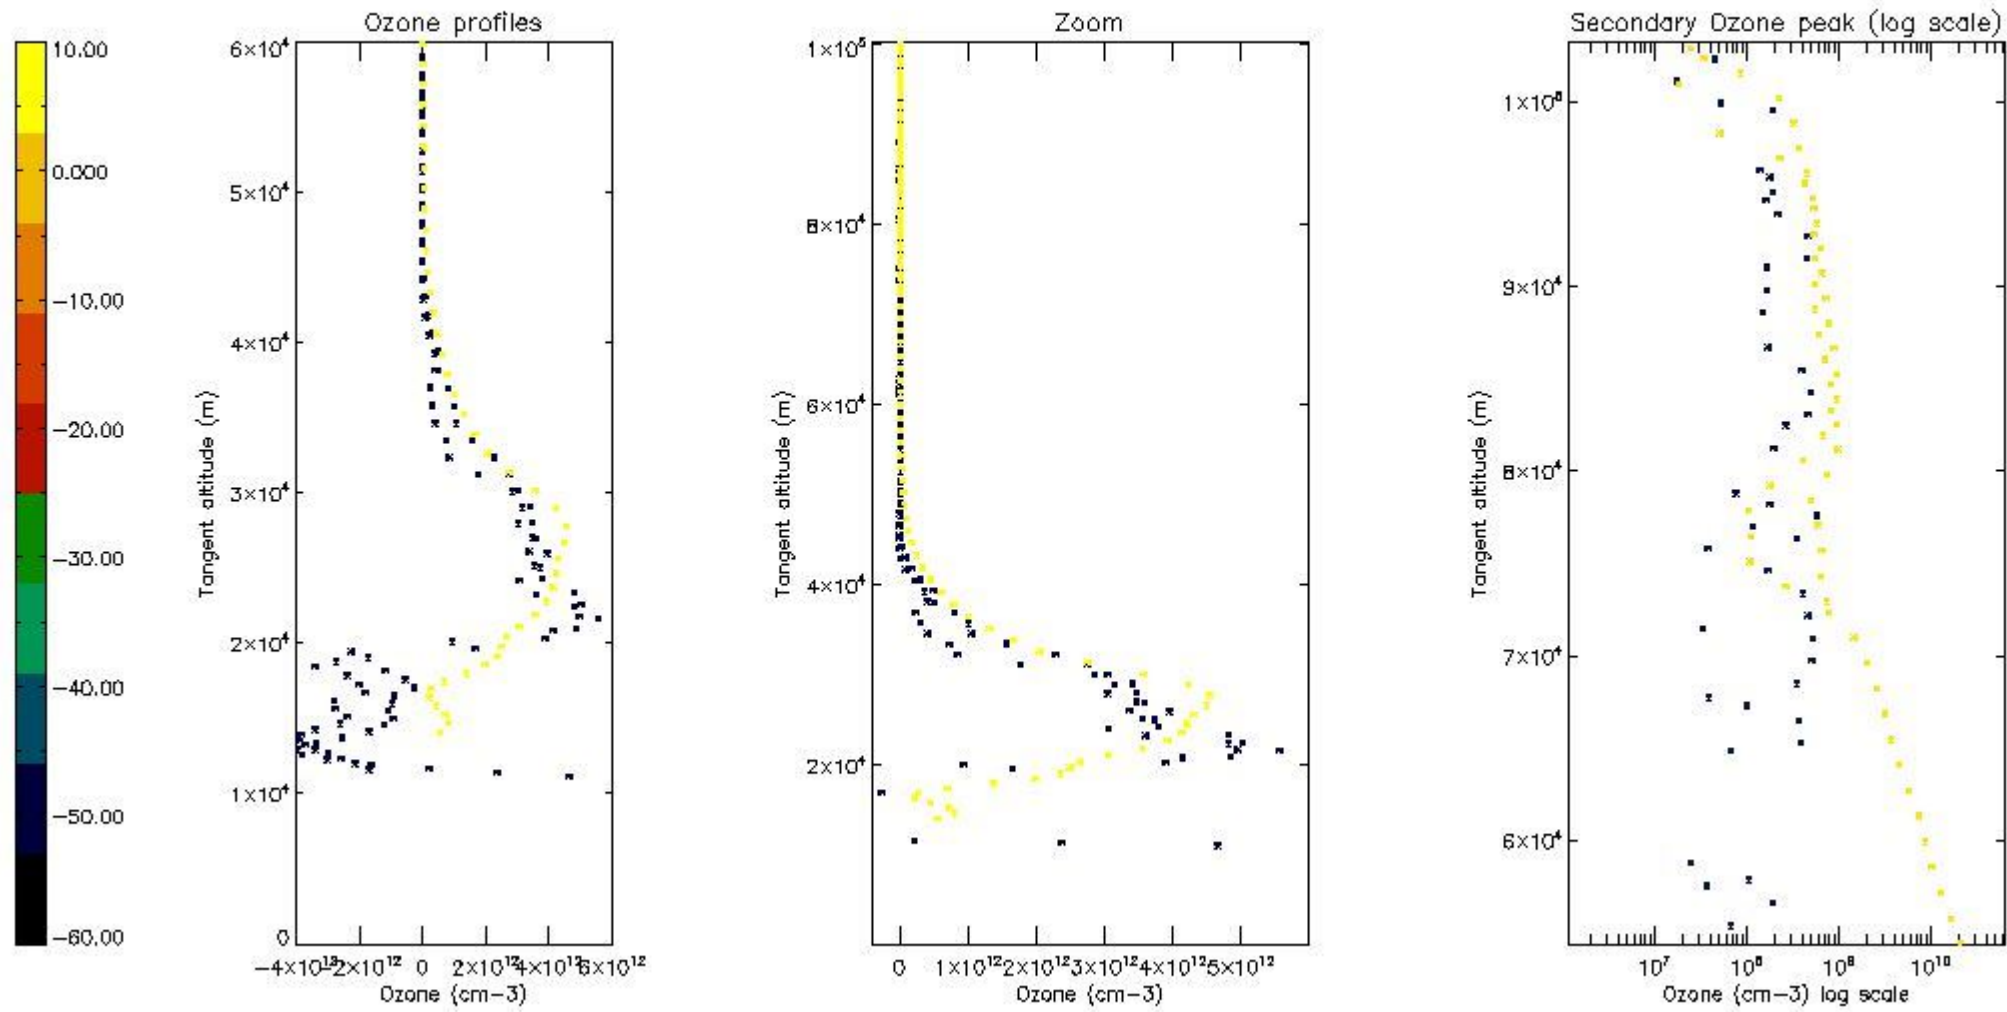 Ozone profiles
Zoom
Secondary Ozone peak (log scale)
10.00
0.000
−10.00
−20.00
−30.00
−40.00
−50.00
−60.00
6×10⁴
5×10⁴
4×10⁴
3×10⁴
2×10⁴
1×10⁴
0
Tangent altitude (m)
−4×10¹² −2×10¹² 0 2×10¹² 4×10¹² 6×10¹²
Ozone (cm−3)
1×10⁵
8×10⁴
6×10⁴
4×10⁴
2×10⁴
Tangent altitude (m)
0 1×10¹² 2×10¹² 3×10¹² 4×10¹² 5×10¹²
Ozone (cm−3)
1×10⁵
9×10⁴
8×10⁴
7×10⁴
6×10⁴
Tangent altitude (m)
10⁷ 10⁸ 10⁹ 10¹⁰
Ozone (cm−3) log scale